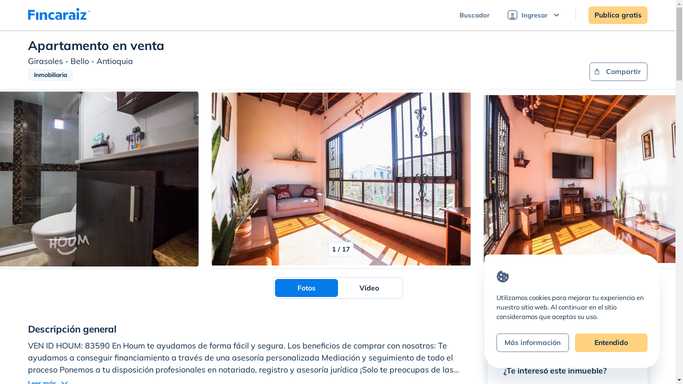 Fincaraiz
Buscador
Ingresar
Publica gratis
Apartamento en venta
Girasoles - Bello - Antioquia
Inmobiliaria
Compartir
HOUM
1 / 17
Fotos
Video
Descripción general
VEN ID HOUM: 83590 En Houm te ayudamos de forma fácil y segura. Los beneficios de comprar con nosotros: Te
ayudamos a conseguir financiamiento a través de una asesoría personalizada Mediación y seguimiento de todo el
proceso Ponemos a tu disposición profesionales en notariado, registro y asesoría jurídica ¡Solo te preocupas de las...
Leer más
Utilizamos cookies para mejorar tu experiencia en
nuestro sitio web. Al continuar en el sitio
consideramos que aceptas su uso.
Más información
Entendido
¿Te interesó este inmueble?